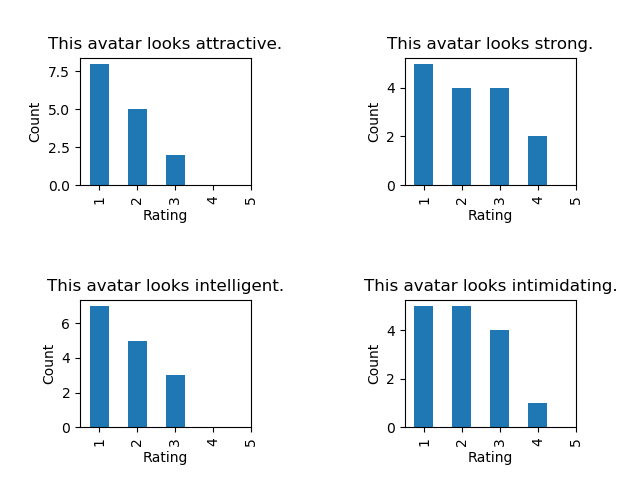 This avatar looks attractive.
7.5
5.0
2.5
0.0
Count
1 2 3 4 5
Rating
This avatar looks strong.
4
2
0
Count
1 2 3 4 5
Rating
This avatar looks intelligent.
6
4
2
0
Count
1 2 3 4 5
Rating
This avatar looks intimidating.
4
2
0
Count
1 2 3 4 5
Rating